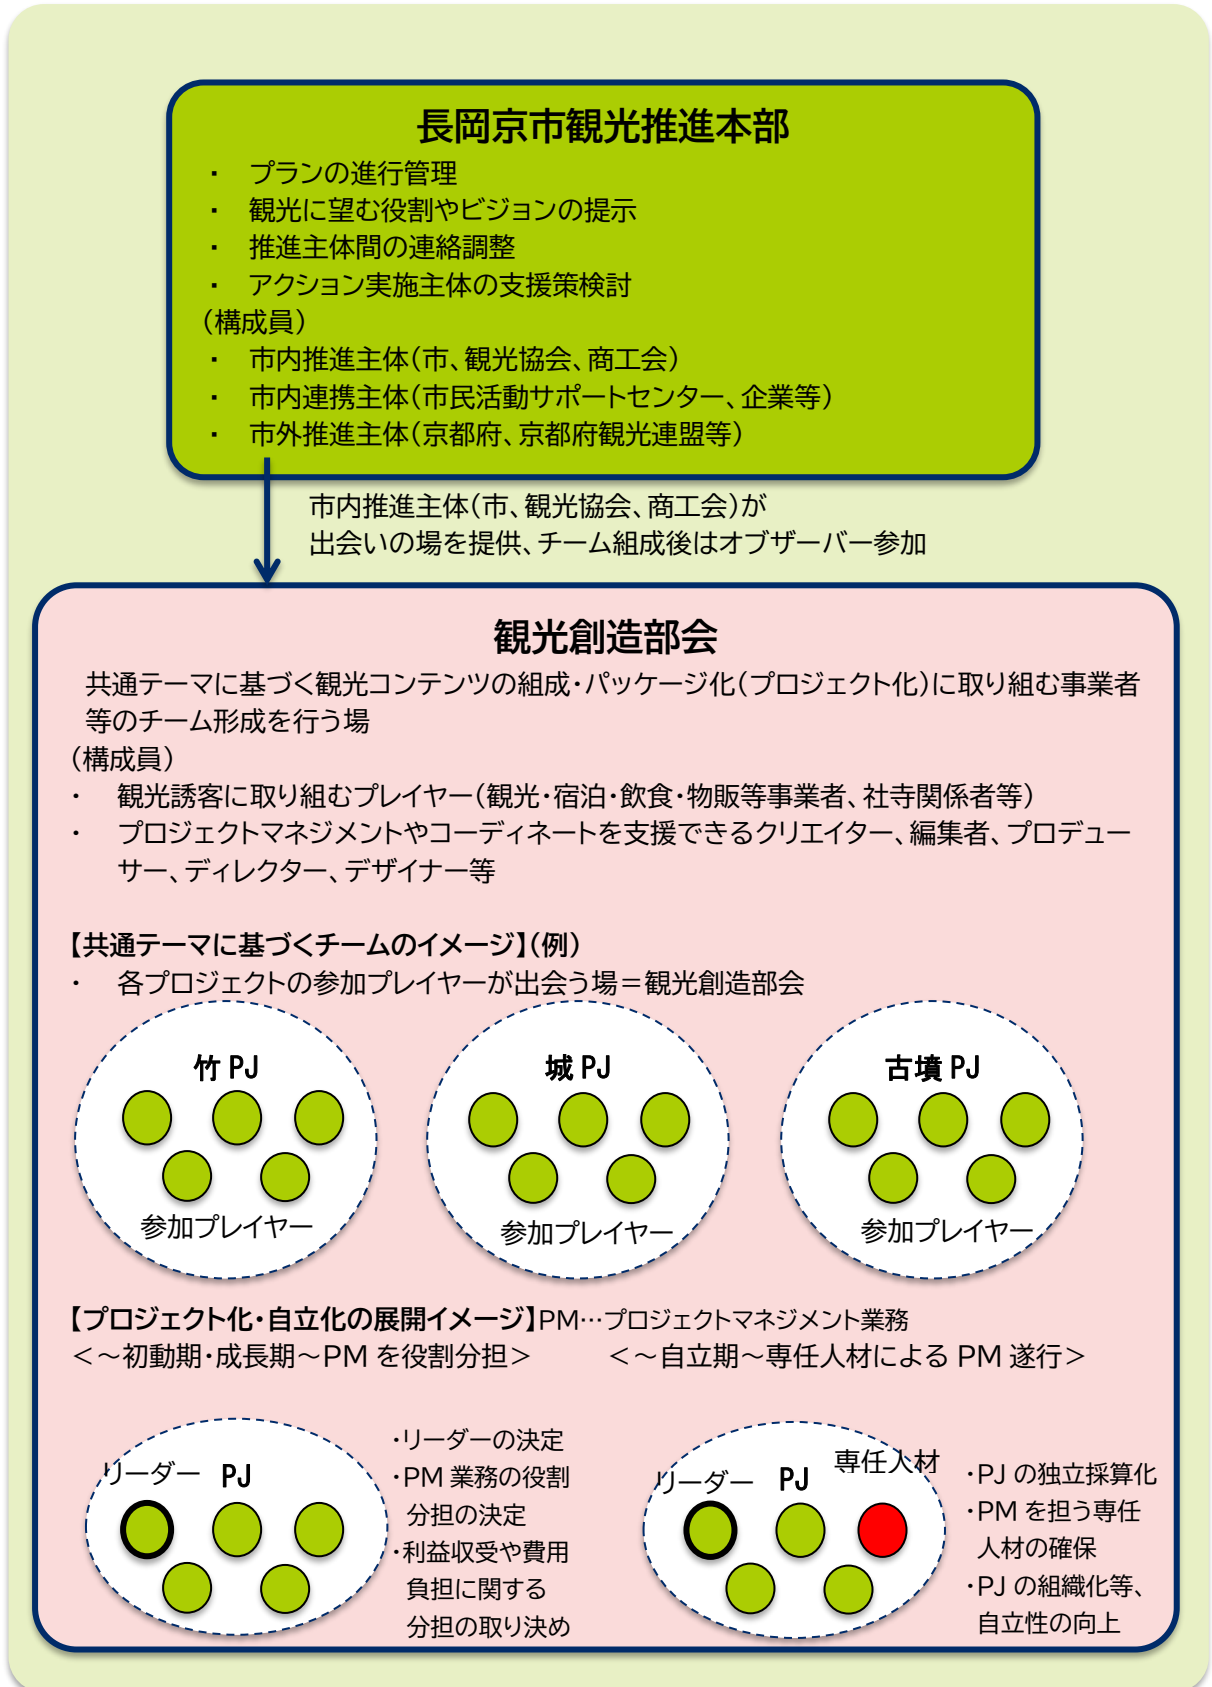 長岡京市観光推進本部
・ プランの進行管理
・ 観光に望む役割やビジョンの提示
・ 推進主体間の連絡調整
・ アクション実施主体の支援策検討
（構成員）
・ 市内推進主体（市、観光協会、商工会）
・ 市内連携主体（市民活動サポートセンター、企業等）
・ 市外推進主体（京都府、京都府観光連盟等）
市内推進主体（市、観光協会、商工会）が
出会いの場を提供、チーム組成後はオブザーバー参加
観光創造部会
共通テーマに基づく観光コンテンツの組成・パッケージ化（プロジェクト化）に取り組む事業者
等のチーム形成を行う場
（構成員）
・ 観光誘客に取り組むプレイヤー（観光・宿泊・飲食・物販等事業者、社寺関係者等）
・ プロジェクトマネジメントやコーディネートを支援できるクリエイター、編集者、プロデュー
サー、ディレクター、デザイナー等
【共通テーマに基づくチームのイメージ】（例）
・ 各プロジェクトの参加プレイヤーが出会う場＝観光創造部会
竹 PJ
参加プレイヤー
城 PJ
参加プレイヤー
古墳 PJ
参加プレイヤー
【プロジェクト化・自立化の展開イメージ】PM…プロジェクトマネジメント業務
＜～初動期・成長期～PM を役割分担＞
リーダー PJ
・リーダーの決定
・PM 業務の役割
分担の決定
・利益収受や費用
負担に関する
分担の取り決め
＜～自立期～専任人材による PM 遂行＞
リーダー PJ 専任人材
・PJ の独立採算化
・PM を担う専任
人材の確保
・PJ の組織化等、
自立性の向上